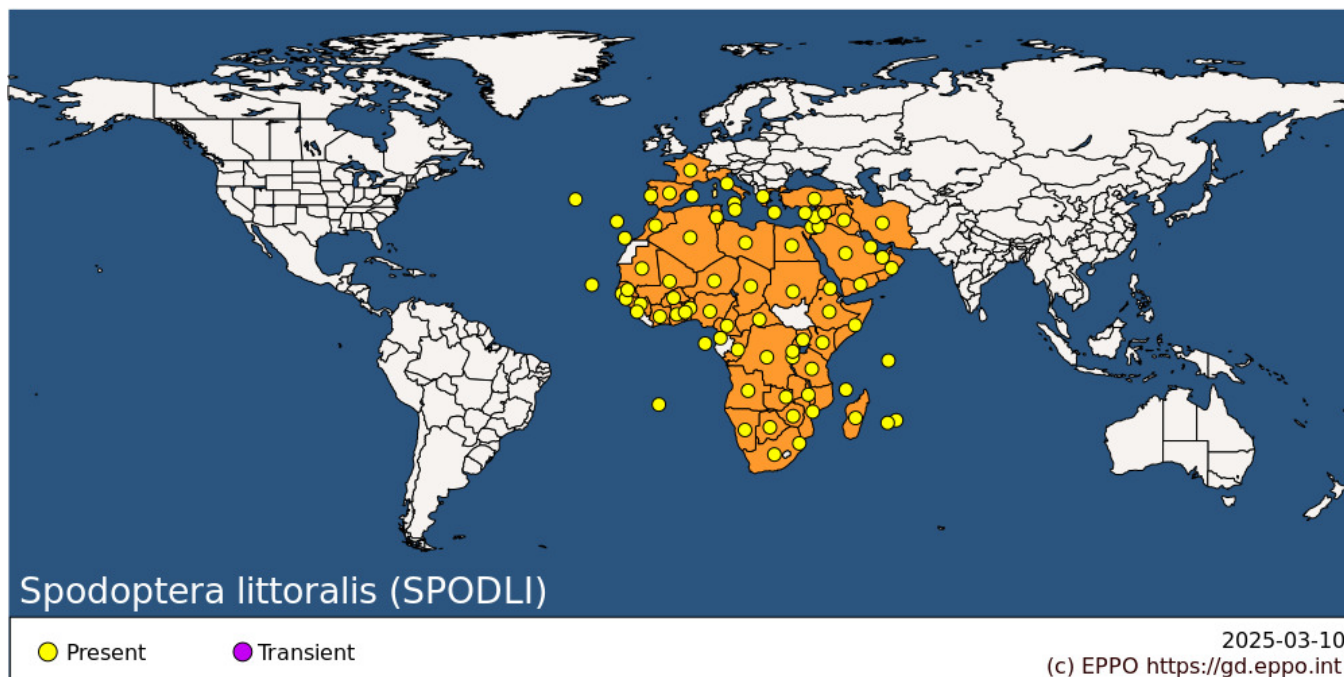 Spodoptera littoralis (SPODLI)
Present
Transient
2025-03-10
(c) EPPO https://gd.eppo.int